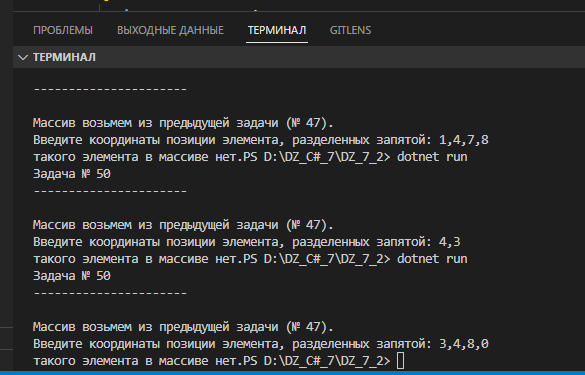 ПРОБЛЕМЫ ВЫХОДНЫЕ ДАННЫЕ ТЕРМИНАЛ GITLENS
ТЕРМИНАЛ
----------------------
Массив возьмем из предыдущей задачи (№ 47).
Введите координаты позиции элемента, разделенных запятой: 1,4,7,8
такого элемента в массиве нет.PS D:\DZ_C#_7\DZ_7_2> dotnet run
Задача № 50
----------------------
Массив возьмем из предыдущей задачи (№ 47).
Введите координаты позиции элемента, разделенных запятой: 4,3
такого элемента в массиве нет.PS D:\DZ_C#_7\DZ_7_2> dotnet run
Задача № 50
----------------------
Массив возьмем из предыдущей задачи (№ 47).
Введите координаты позиции элемента, разделенных запятой: 3,4,8,0
такого элемента в массиве нет.PS D:\DZ_C#_7\DZ_7_2>